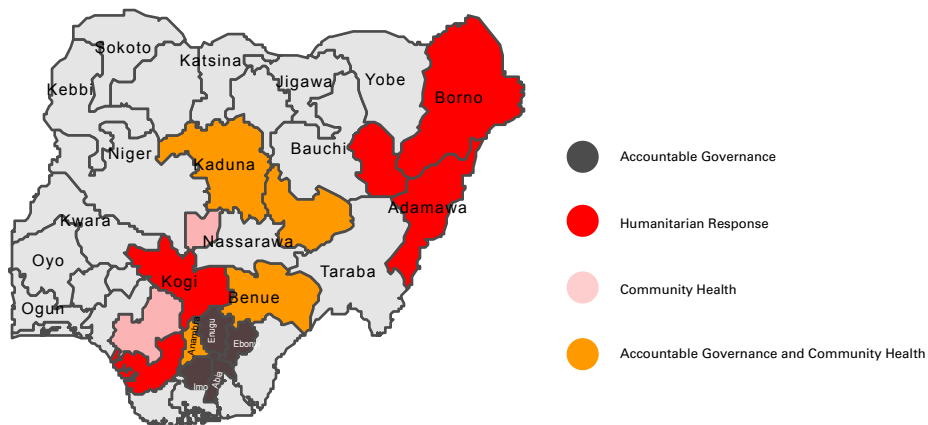 Sokoto
Katsina
Kebbi
Jigawa
Yobe
Borno
Niger
Kaduna
Bauchi
Adamawa
Kwara
Nassarawa
Oyo
Taraba
Kogi
Benue
Ogun
Anambra
Enugu
Ebony
Imo
Abia
Accountable Governance
Humanitarian Response
Community Health
Accountable Governance and Community Health